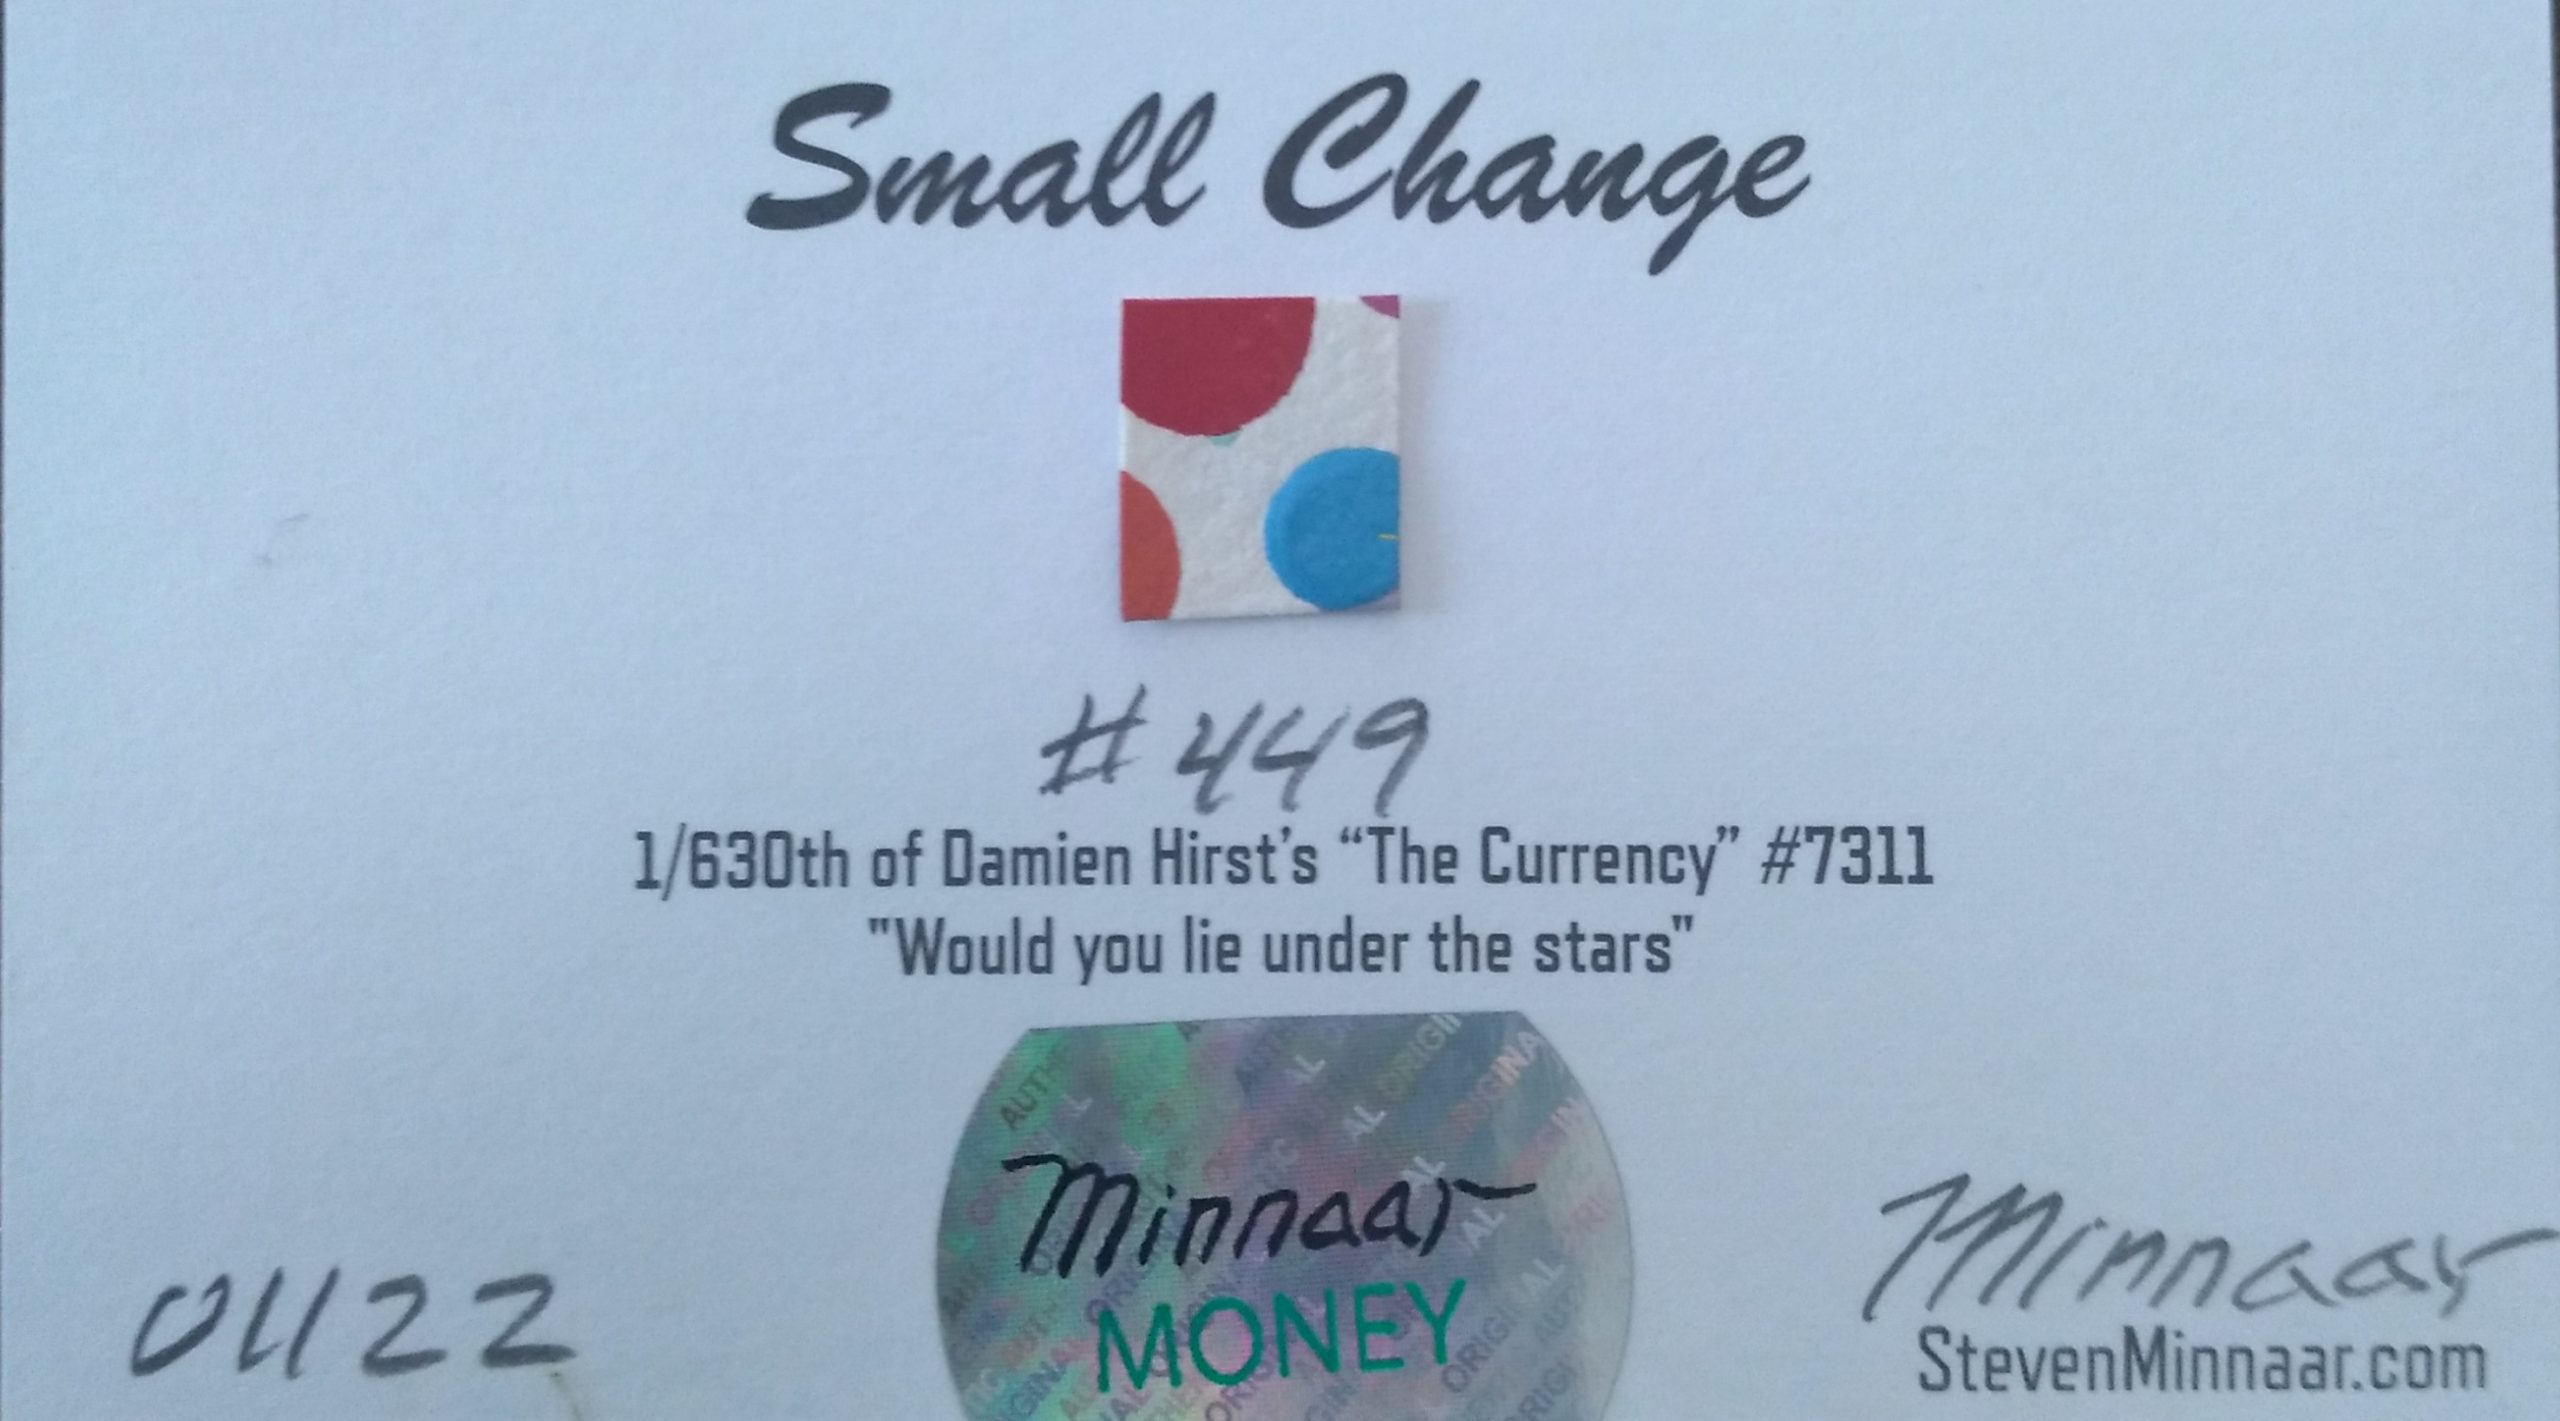 Small Change
#449
1/630th of Damien Hirst's “The Currency” #7311
"Would you lie under the stars"
Minnaar
MONEY
01/22
Minnaar
StevenMinnaar.com